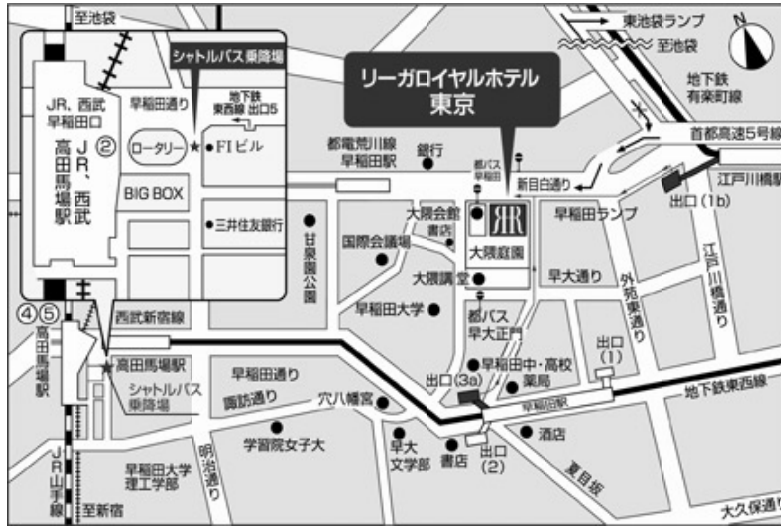 至池袋
シャトルバス乗降場
JR、西武
早稲田口
②
JR、西武
高田馬場駅
早稲田通り
地下鉄
東西線 出口5
ロータリー
★
FIビル
BIG BOX
三井住友銀行
リーガロイヤルホテル
東京
東池袋ランプ
至池袋
N
地下鉄
有楽町線
首都高速5号線
都電荒川線
早稲田駅
銀行
都バス
早稲田
新目白通り
江戸川橋駅
出口(1b)
早稲田ランプ
甘泉園公園
国際会議場
大隈会館
書店
大隈庭園
大隈講堂
早大通り
外苑東通り
江戸川橋通り
早稲田大学
都バス
早大正門
④⑤
高田馬場駅
西武新宿線
高田馬場駅
シャトルバス
乗降場
早稲田通り
諏訪通り
穴八幡宮
出口(3a)
早稲田中・高校
薬局
出口
(1)
地下鉄東西線
早稲田駅
学習院女子大
早大
文学部
書店
出口
(2)
酒店
夏目坂
大久保通り
明治通り
早稲田大学
理工学部
JR山手線
至新宿